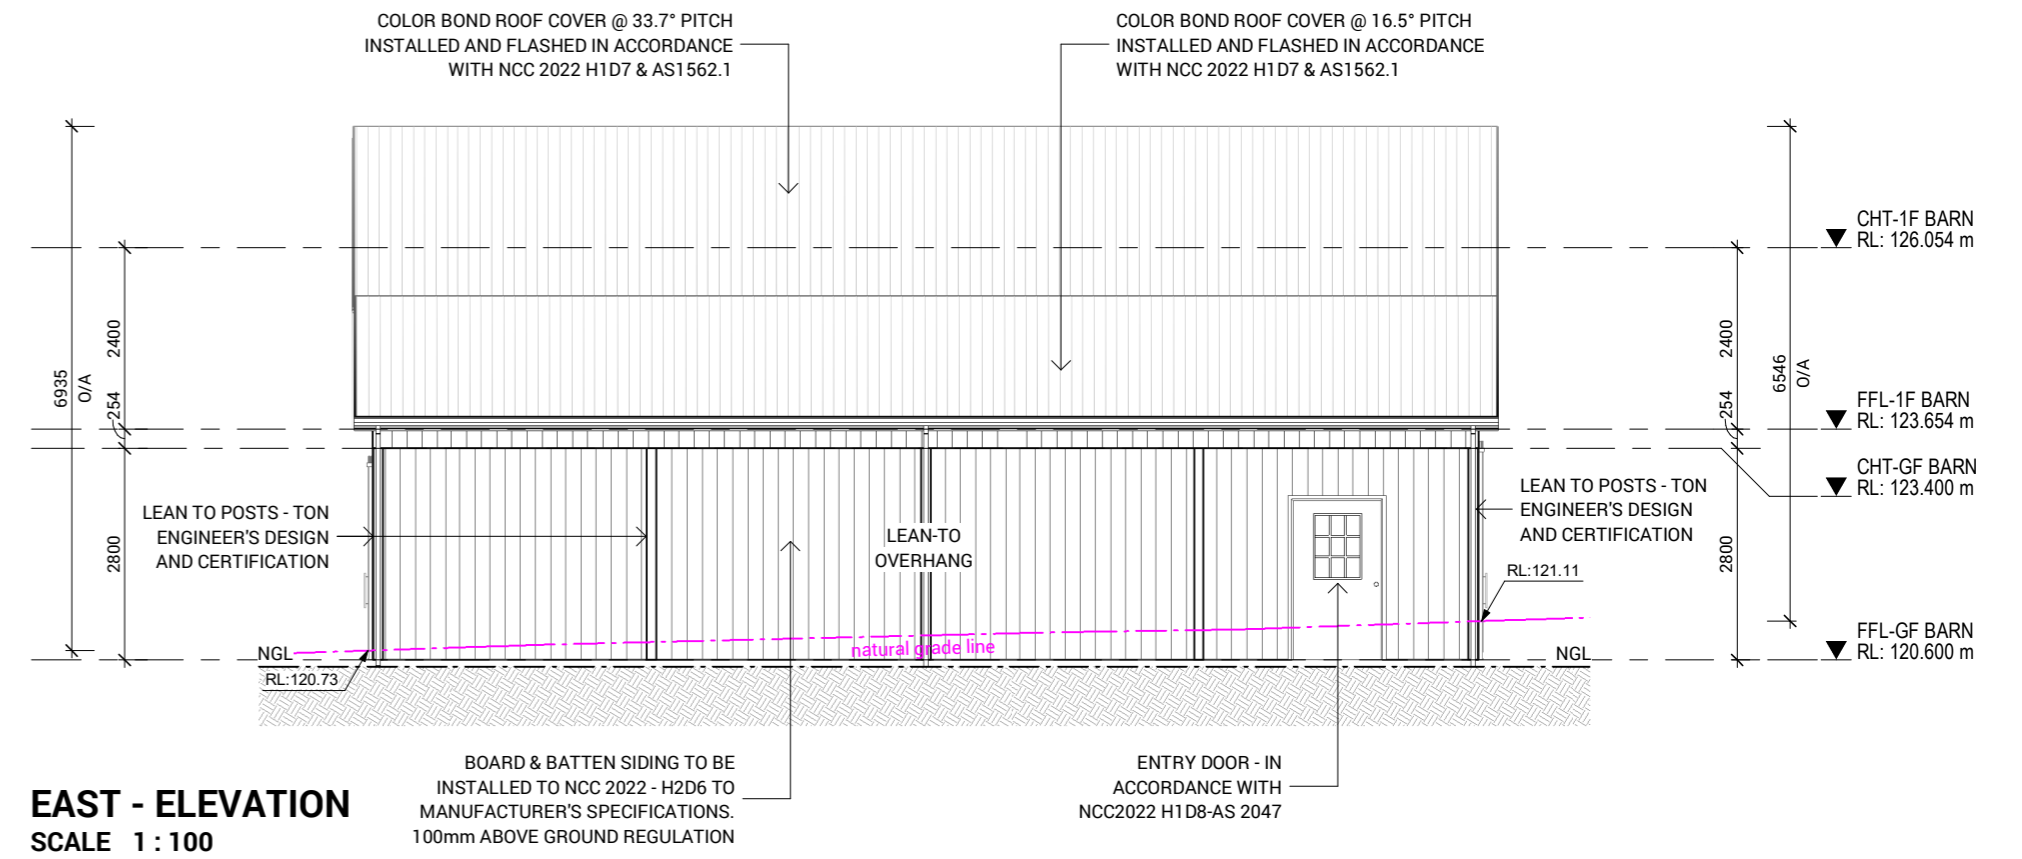 COLOR BOND ROOF COVER @ 33.7° PITCH
INSTALLED AND FLASHED IN ACCORDANCE
WITH NCC 2022 H1D7 & AS1562.1
COLOR BOND ROOF COVER @ 16.5° PITCH
INSTALLED AND FLASHED IN ACCORDANCE
WITH NCC 2022 H1D7 & AS1562.1
6935
O/A
2400
254
2800
2400
254
2800
6546
O/A
CHT-1F BARN
RL: 126.054 m
FFL-1F BARN
RL: 123.654 m
CHT-GF BARN
RL: 123.400 m
FFL-GF BARN
RL: 120.600 m
LEAN TO POSTS - TON
ENGINEER'S DESIGN
AND CERTIFICATION
LEAN-TO
OVERHANG
LEAN TO POSTS - TON
ENGINEER'S DESIGN
AND CERTIFICATION
RL:121.11
NGL
natural grade line
NGL
RL:120.73
BOARD & BATTEN SIDING TO BE
INSTALLED TO NCC 2022 - H2D6 TO
MANUFACTURER'S SPECIFICATIONS.
100mm ABOVE GROUND REGULATION
ENTRY DOOR - IN
ACCORDANCE WITH
NCC2022 H1D8-AS 2047
EAST - ELEVATION
SCALE 1 : 100